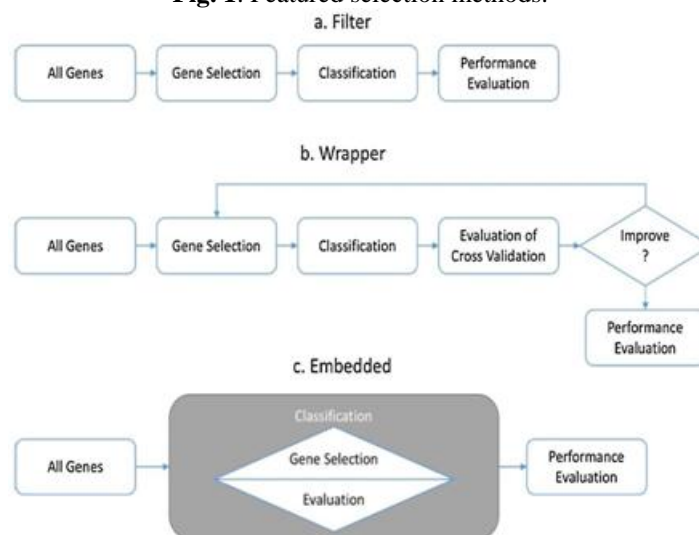 Fig. 1. Featured selection methods.
a. Filter
All Genes
Gene Selection
Classification
Performance
Evaluation
b. Wrapper
All Genes
Gene Selection
Classification
Evaluation of
Cross Validation
Improve
?
Performance
Evaluation
c. Embedded
All Genes
Classification
Gene Selection
Evaluation
Performance
Evaluation